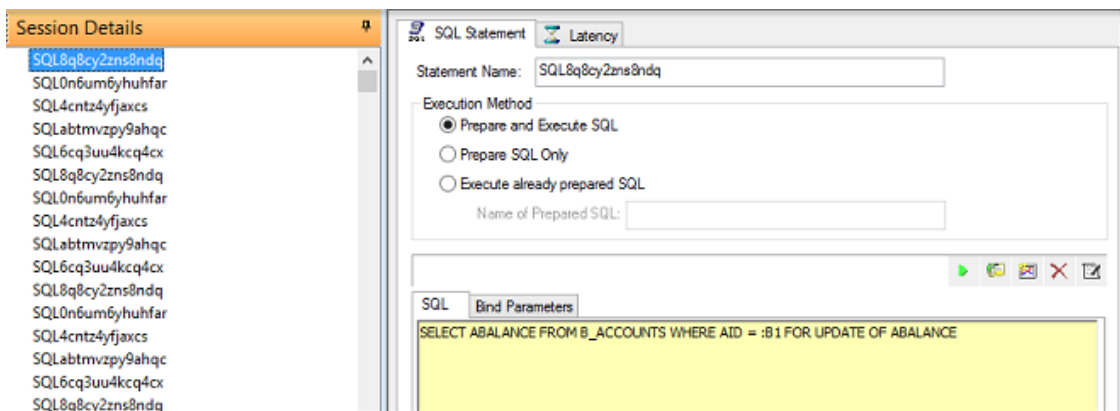 Session Details
SQL8q8cy2zns8ndq
SQL0n6um6yhuhfar
SQL4cntz4yfjaxcs
SQLabtmvzpy9ahqc
SQL6cq3uu4kcq4cx
SQL8q8cy2zns8ndq
SQL0n6um6yhuhfar
SQL4cntz4yfjaxcs
SQLabtmvzpy9ahqc
SQL6cq3uu4kcq4cx
SQL8q8cy2zns8ndq
SQL0n6um6yhuhfar
SQL4cntz4yfjaxcs
SQLabtmvzpy9ahqc
SQL6cq3uu4kcq4cx
SQL8q8cy2zns8ndq
SQL Statement
Latency
Statement Name: SQL8q8cy2zns8ndq
Execution Method
Prepare and Execute SQL
Prepare SQL Only
Execute already prepared SQL
Name of Prepared SQL:
SQL Bind Parameters
SELECT ABALANCE FROM B_ACCOUNTS WHERE AID = :B1 FOR UPDATE OF ABALANCE